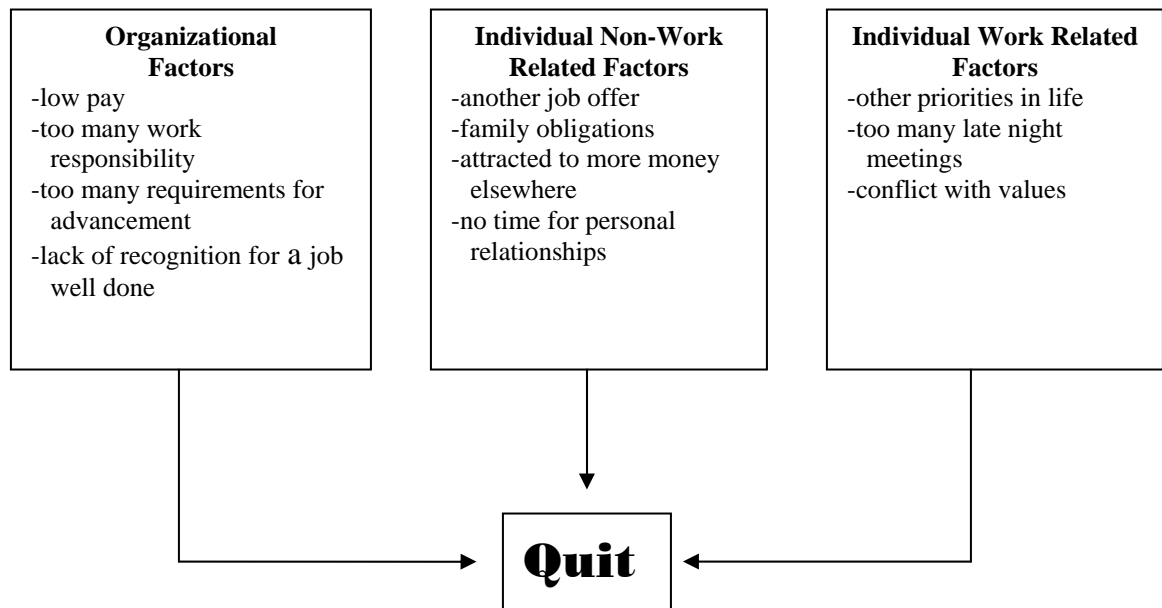 Organizational
Factors
-low pay
-too many work
responsibility
-too many requirements for
advancement
-lack of recognition for a job
well done
Individual Non-Work
Related Factors
-another job offer
-family obligations
-attracted to more money
elsewhere
-no time for personal
relationships
Individual Work Related
Factors
-other priorities in life
-too many late night
meetings
-conflict with values
Quit